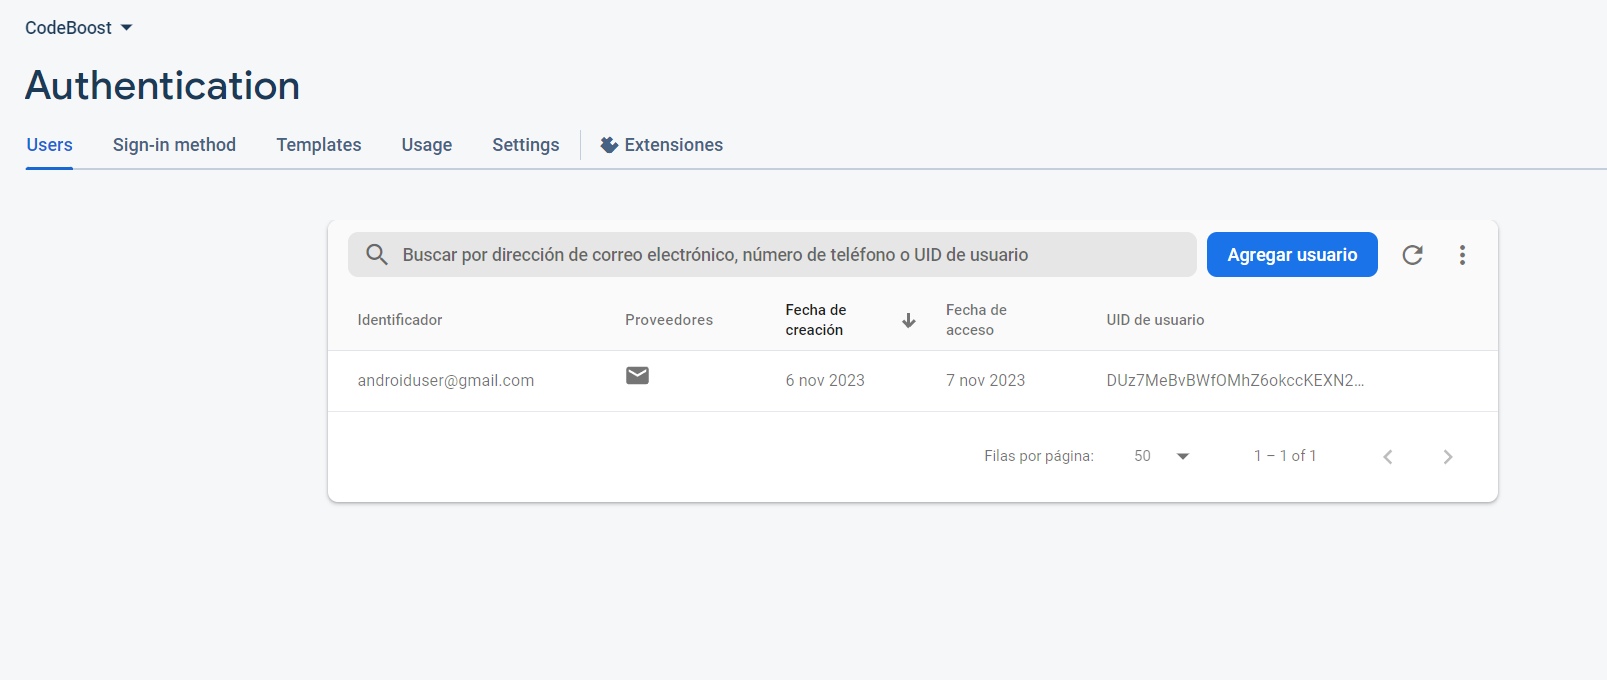 CodeBoost
Authentication
Users Sign-in method Templates Usage Settings Extensiones
Buscar por dirección de correo electrónico, número de teléfono o UID de usuario Agregar usuario
Identificador Proveedores Fecha de creación Fecha de acceso UID de usuario
androiduser@gmail.com 6 nov 2023 7 nov 2023 DUz7MeBvBWfOMhZ6okccKEXN2...
Filas por página: 50 1 – 1 of 1